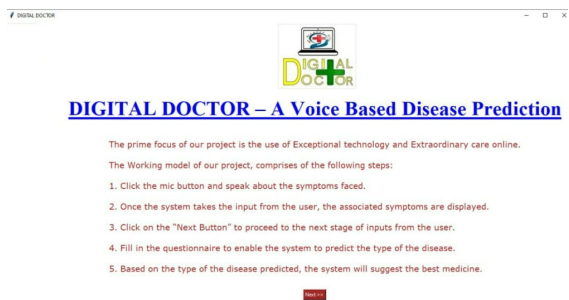 DIGITAL DOCTOR
DIGITAL
DOCTOR
DIGITAL DOCTOR – A Voice Based Disease Prediction
The prime focus of our project is the use of Exceptional technology and Extraordinary care online.
The Working model of our project, comprises of the following steps:
1. Click the mic button and speak about the symptoms faced.
2. Once the system takes the input from the user, the associated symptoms are displayed.
3. Click on the "Next Button" to proceed to the next stage of inputs from the user.
4. Fill in the questionnaire to enable the system to predict the type of the disease.
5. Based on the type of the disease predicted, the system will suggest the best medicine.
Next >>